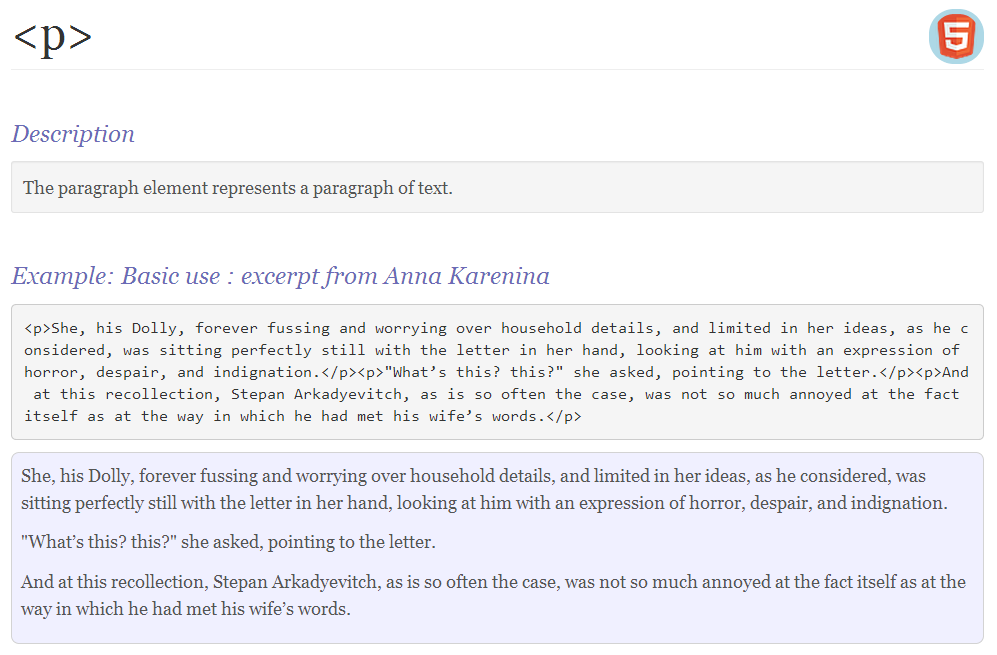 <p>
5
Description
The paragraph element represents a paragraph of text.
Example: Basic use : excerpt from Anna Karenina
<p>She, his Dolly, forever fussing and worrying over household details, and limited in her ideas, as he c
onsidered, was sitting perfectly still with the letter in her hand, looking at him with an expression of
horror, despair, and indignation.</p><p>"What’s this? this?" she asked, pointing to the letter.</p><p>And
at this recollection, Stepan Arkadyevitch, as is so often the case, was not so much annoyed at the fact
itself as at the way in which he had met his wife’s words.</p>
She, his Dolly, forever fussing and worrying over household details, and limited in her ideas, as he considered, was
sitting perfectly still with the letter in her hand, looking at him with an expression of horror, despair, and indignation.
"What’s this? this?" she asked, pointing to the letter.
And at this recollection, Stepan Arkadyevitch, as is so often the case, was not so much annoyed at the fact itself as at the
way in which he had met his wife’s words.